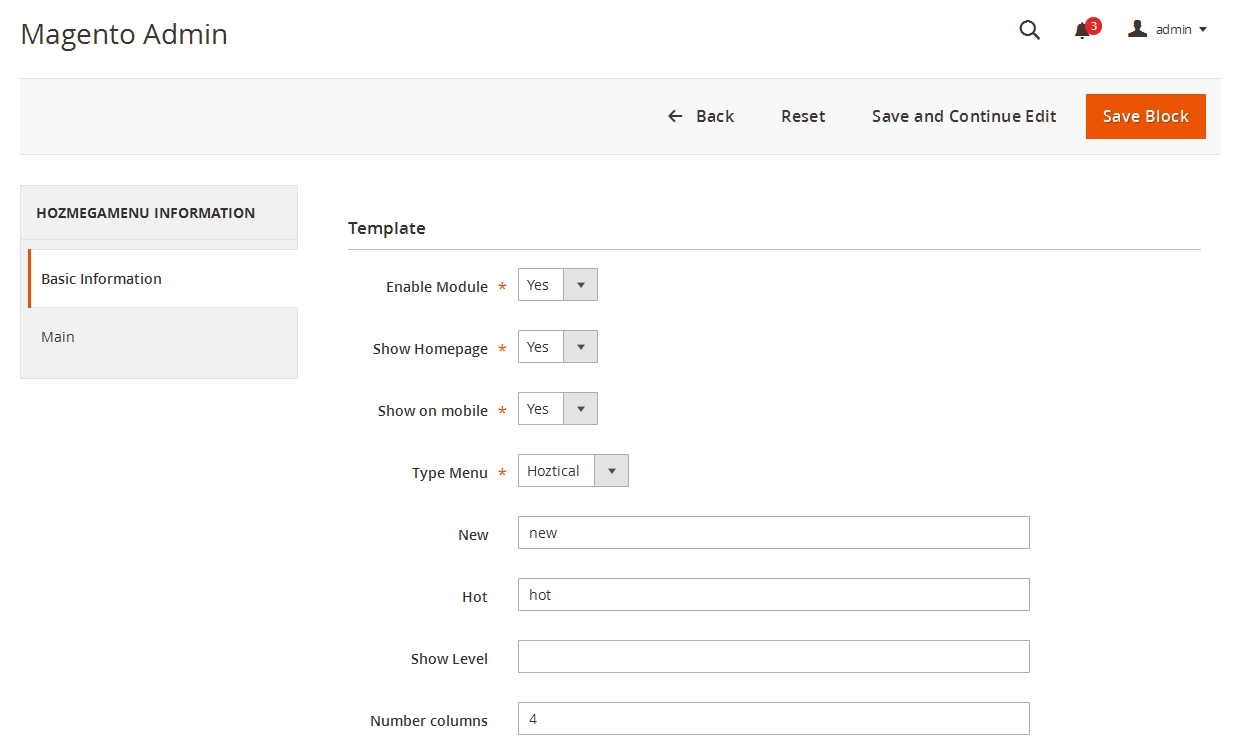 Magento Admin
3
admin
Back Reset Save and Continue Edit Save Block
HOZMEGAMENU INFORMATION
Basic Information
Main
Template
Enable Module * Yes
Show Homepage * Yes
Show on mobile * Yes
Type Menu * Hoztical
New new
Hot hot
Show Level
Number columns 4